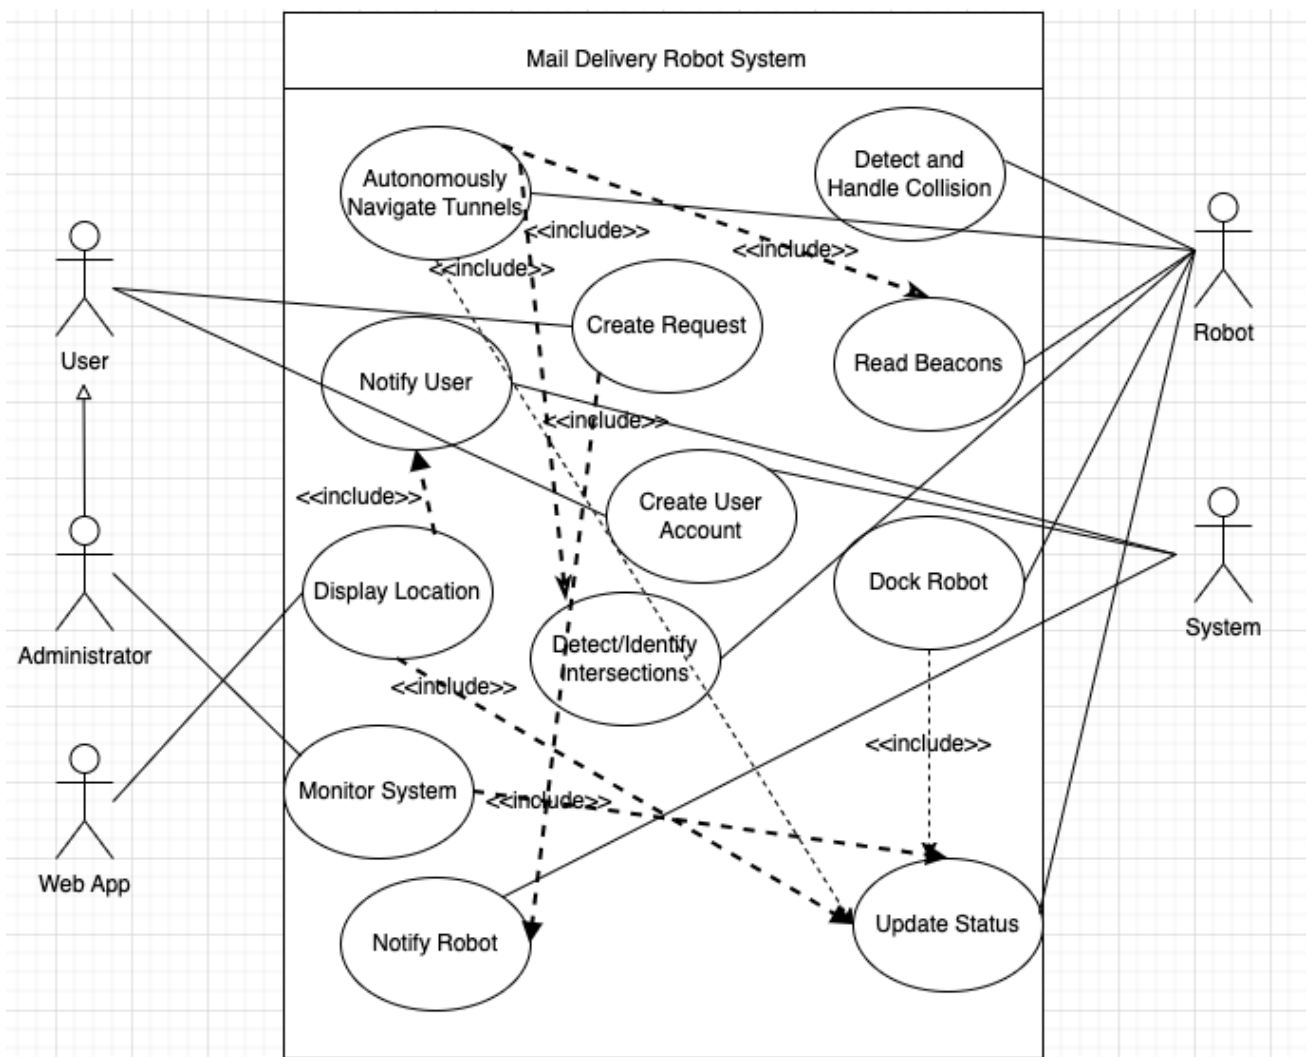 Mail Delivery Robot System
Autonomously
Navigate Tunnels
Detect and
Handle Collision
<<include>>
<<include>>
<<include>>
Create Request
User
Robot
Notify User
Read Beacons
<<include>>
<<include>>
Create User
Account
Display Location
Dock Robot
System
Administrator
Detect/Identify
Intersections
<<include>>
<<include>>
Monitor System
<<include>>
Web App
Notify Robot
Update Status